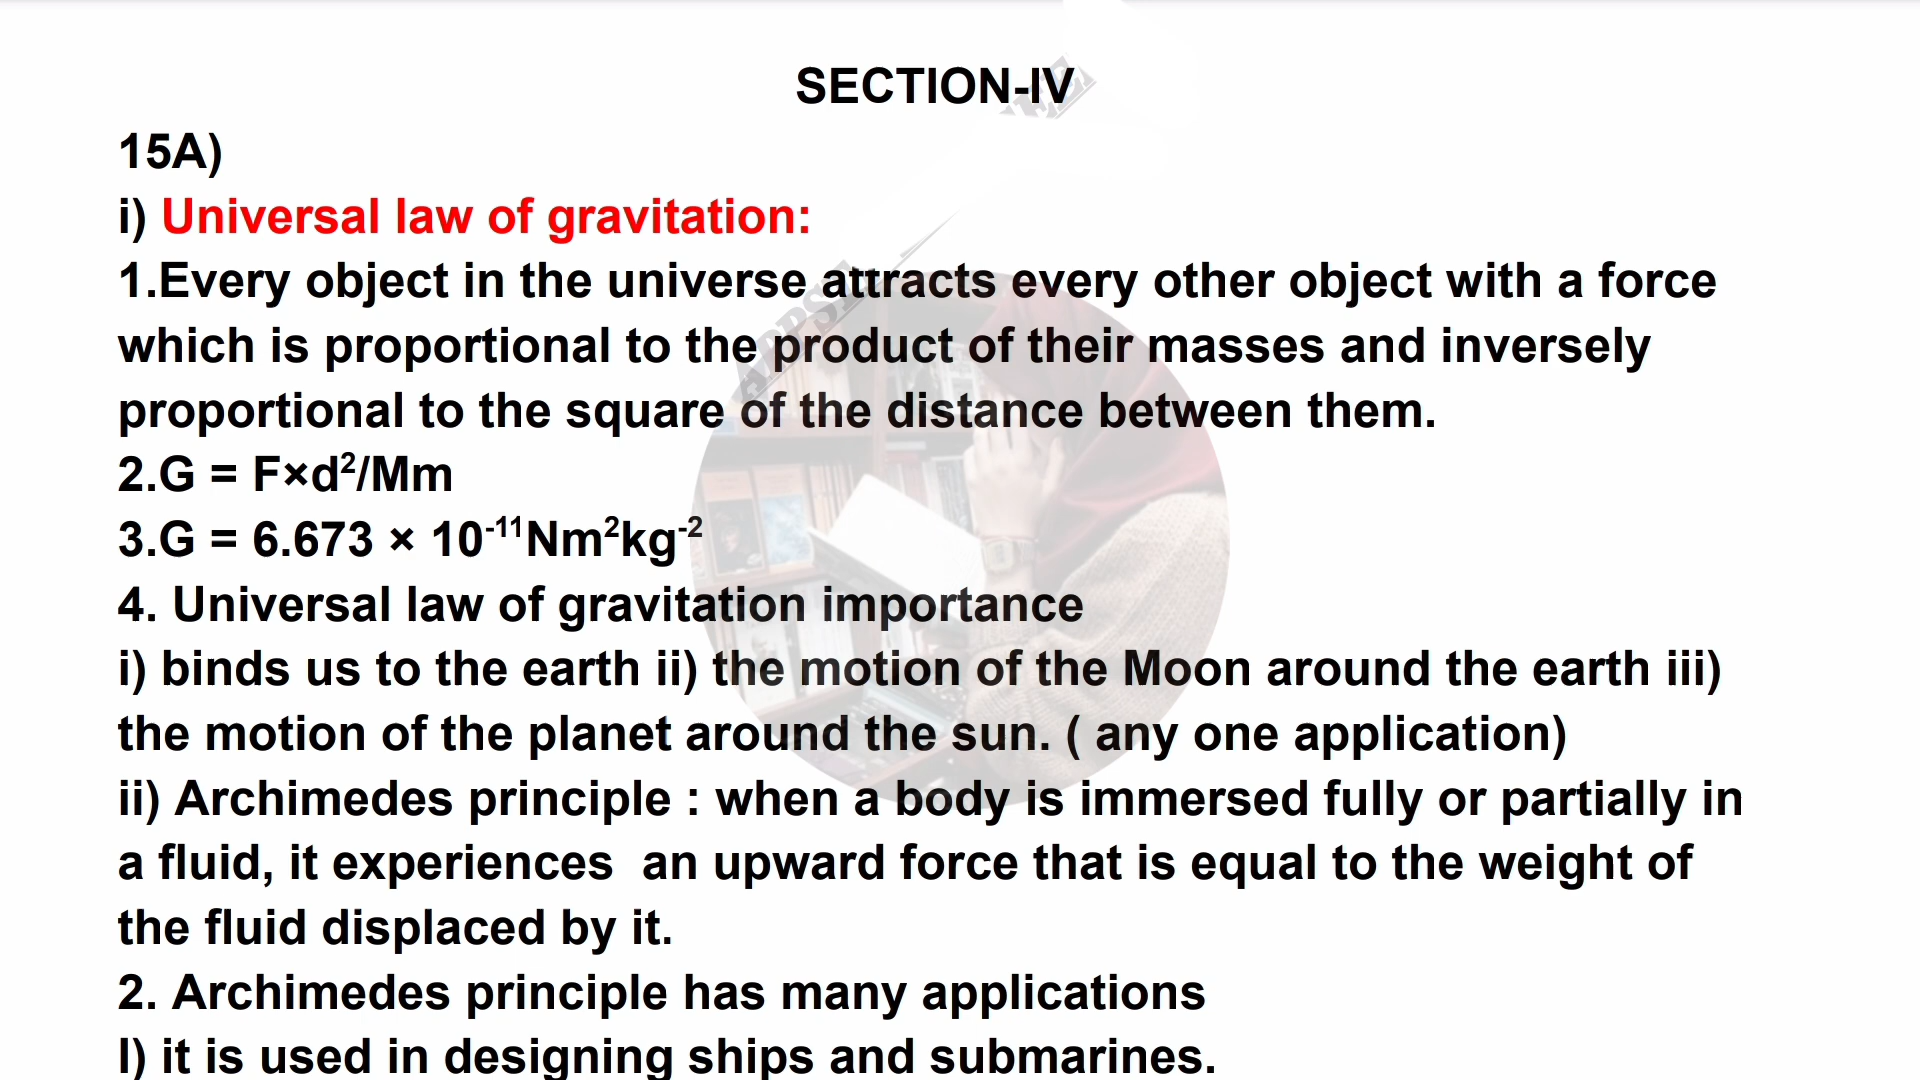 SECTION-IV
15A)
i) Universal law of gravitation:
1.Every object in the universe attracts every other object with a force
which is proportional to the product of their masses and inversely
proportional to the square of the distance between them.
2.G = F×d²/Mm
3.G = 6.673 × 10⁻¹¹Nm²kg⁻²
4. Universal law of gravitation importance
i) binds us to the earth ii) the motion of the Moon around the earth iii)
the motion of the planet around the sun. ( any one application)
ii) Archimedes principle : when a body is immersed fully or partially in
a fluid, it experiences  an upward force that is equal to the weight of
the fluid displaced by it.
2. Archimedes principle has many applications
I) it is used in designing ships and submarines.